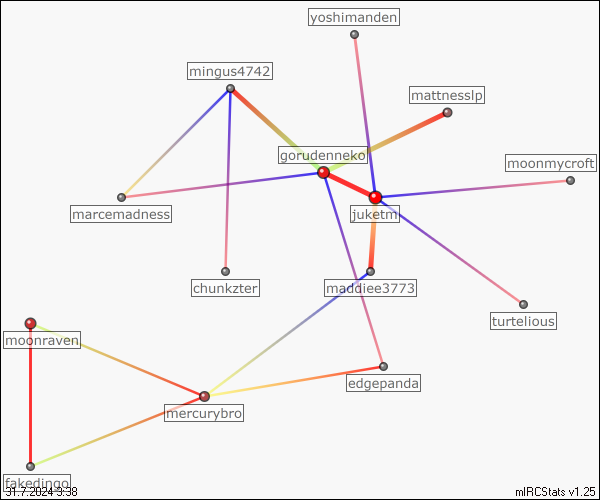 yoshimanden
mingus4742
mattnesslp
gorudenneko
moonmycroft
marcemadness
juketm
chunkzter
maddiee3773
turtelious
moonraven
edgepanda
mercurybro
fakedingo
31.7.2024 3:38
mIRCStats v1.25